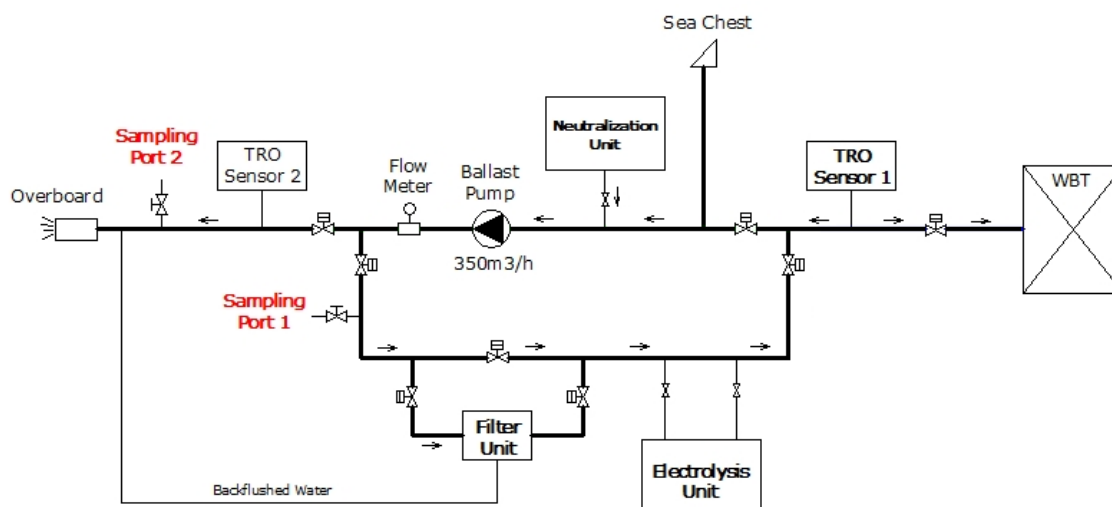 Sea Chest
Sampling
Port 2
TRO
Sensor 2
Flow
Meter
Ballast
Pump
Neutralization
Unit
TRO
Sensor 1
WBT
Overboard
350m3/h
Sampling
Port 1
Filter
Unit
Electrolysis
Unit
Backflushed Water